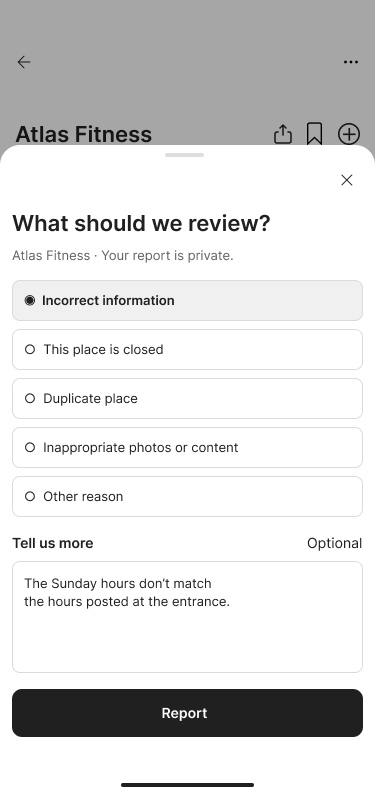 Atlas Fitness
What should we review?
Atlas Fitness · Your report is private.
Incorrect information
This place is closed
Duplicate place
Inappropriate photos or content
Other reason
Tell us more
Optional
The Sunday hours don’t match
the hours posted at the entrance.
Report